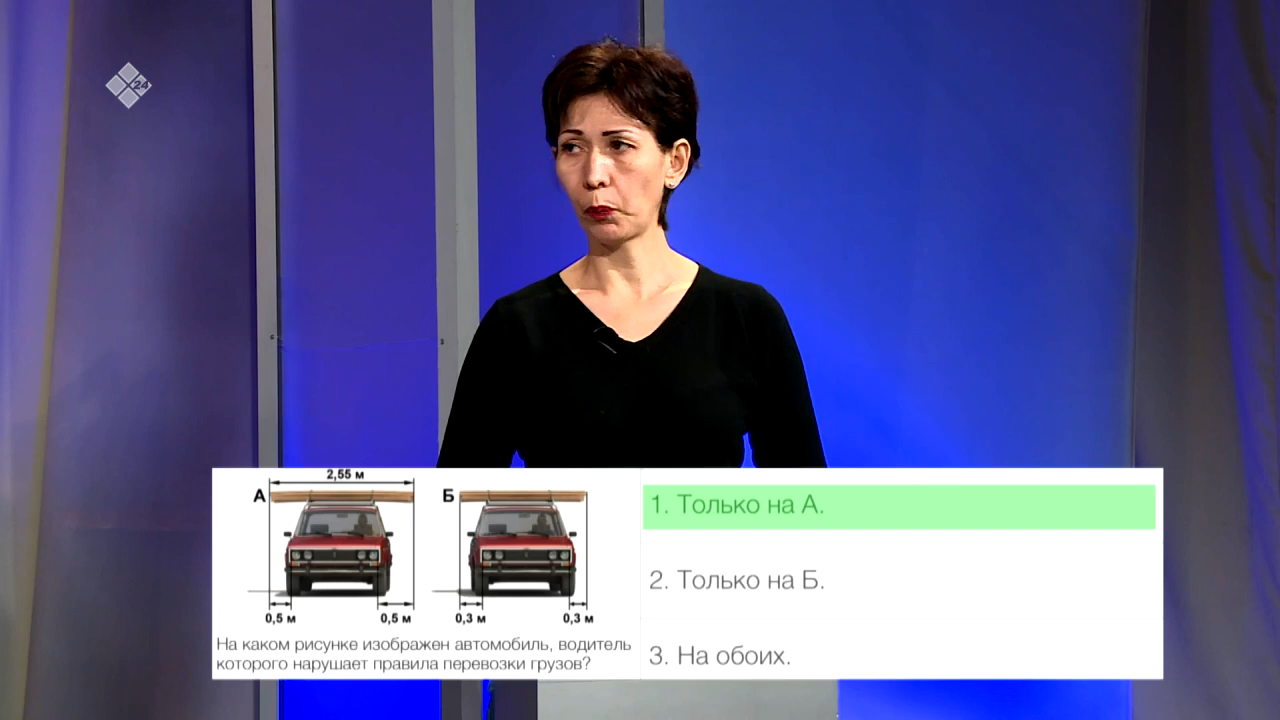 X24
2,55 м
А
Б
0,5 м 0,5 м 0,3 м 0,3 м
На каком рисунке изображен автомобиль, водитель
которого нарушает правила перевозки грузов?
1. Только на А.
2. Только на Б.
3. На обоих.